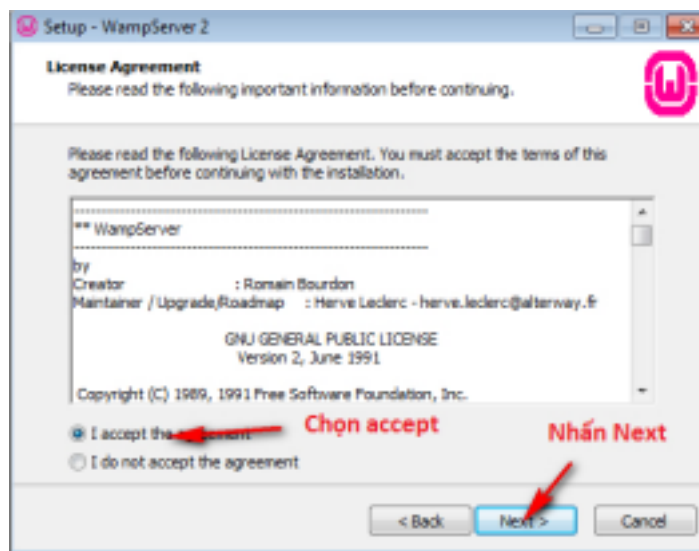 Setup - WampServer 2
License Agreement
Please read the following important information before continuing.
Please read the following License Agreement. You must accept the terms of this
agreement before continuing with the installation.
------------------------------------------------------------
** WampServer
------------------------------------------------------------
by
Creator : Romain Bourdon
Maintainer / Upgrade/Roadmap : Herve Leclerc - herve.leclerc@alterway.fr
GNU GENERAL PUBLIC LICENSE
Version 2, June 1991
Copyright (C) 1989, 1991 Free Software Foundation, Inc.
I accept the agreement
Chọn accept
Nhấn Next
I do not accept the agreement
< Back
Next >
Cancel